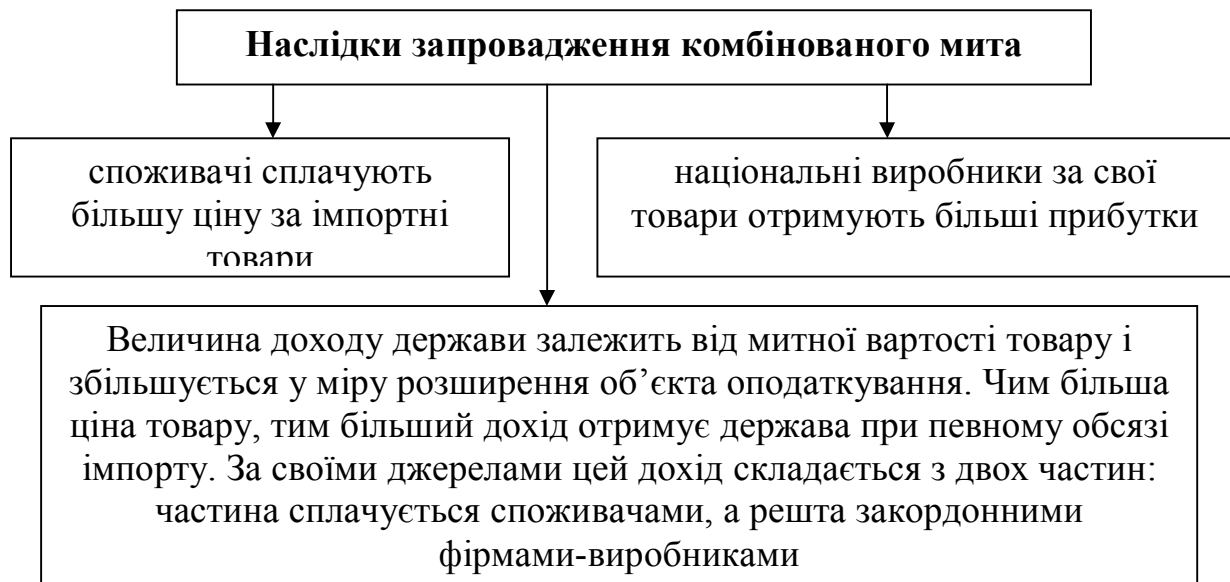 Наслідки запровадження комбінованого мита
споживачі сплачують
більшу ціну за імпортні
товари
національні виробники за свої
товари отримують більші прибутки
Величина доходу держави залежить від митної вартості товару і
збільшується у міру розширення об’єкта оподаткування. Чим більша
ціна товару, тим більший дохід отримує держава при певному обсязі
імпорту. За своїми джерелами цей дохід складається з двох частин:
частина сплачується споживачами, а решта закордонними
фірмами-виробниками